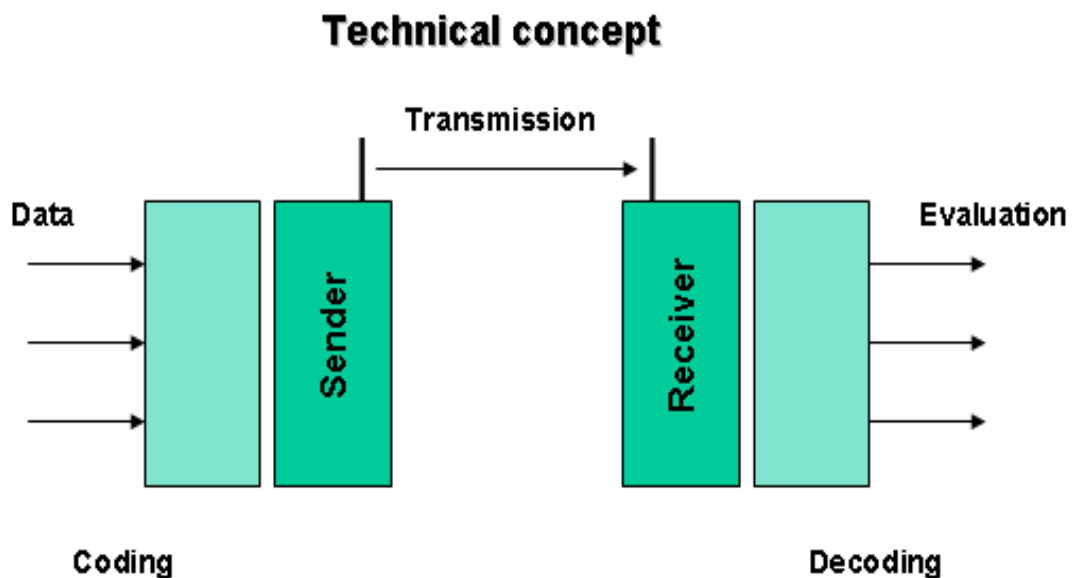 Technical concept
Transmission
Data
Evaluation
Sender
Receiver
Coding
Decoding